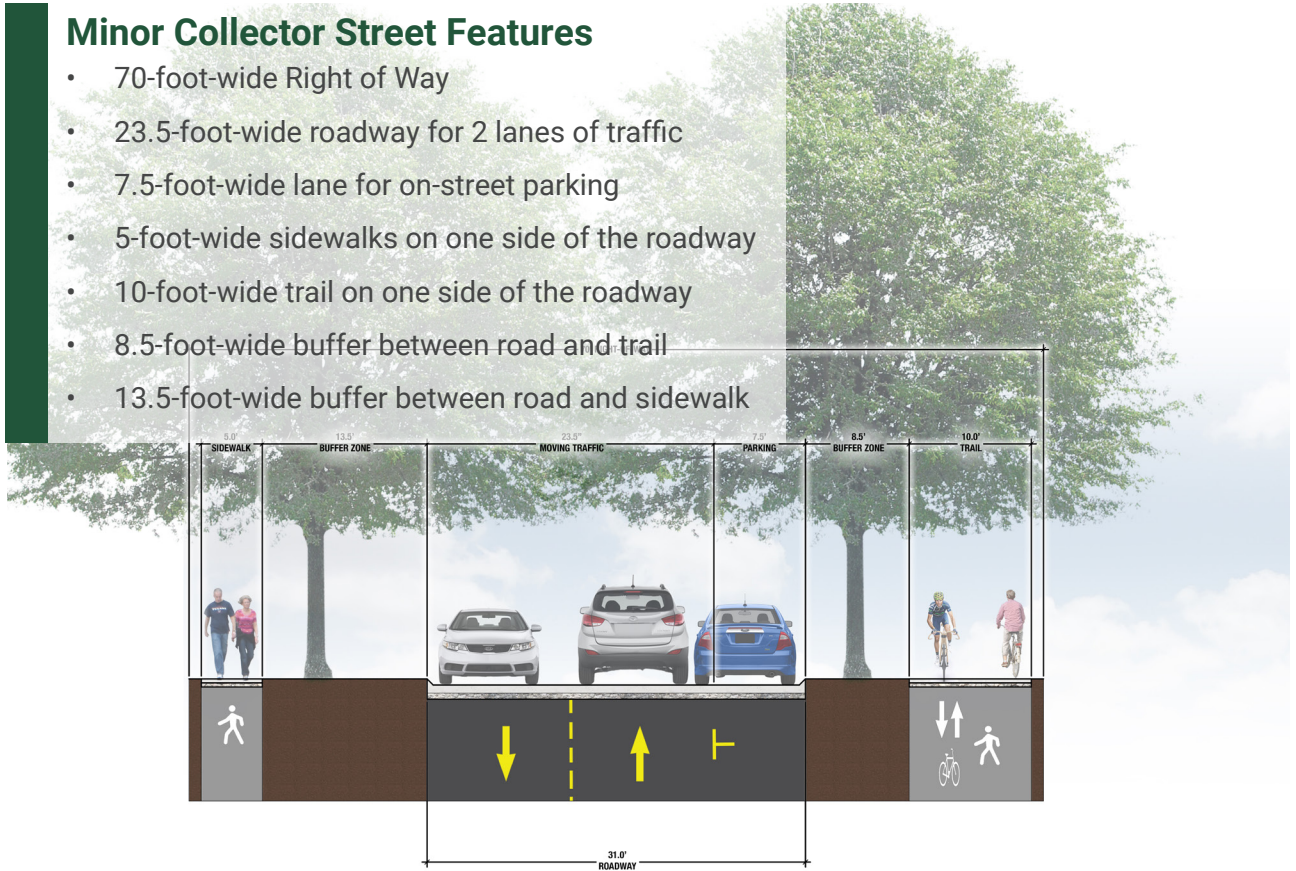 Minor Collector Street Features
• 70-foot-wide Right of Way
• 23.5-foot-wide roadway for 2 lanes of traffic
• 7.5-foot-wide lane for on-street parking
• 5-foot-wide sidewalks on one side of the roadway
• 10-foot-wide trail on one side of the roadway
• 8.5-foot-wide buffer between road and trail
• 13.5-foot-wide buffer between road and sidewalk
5.0' 13.5' 23.5' 7.5' 8.5' 10.0'
SIDEWALK BUFFER ZONE MOVING TRAFFIC PARKING BUFFER ZONE TRAIL
31.0'
ROADWAY